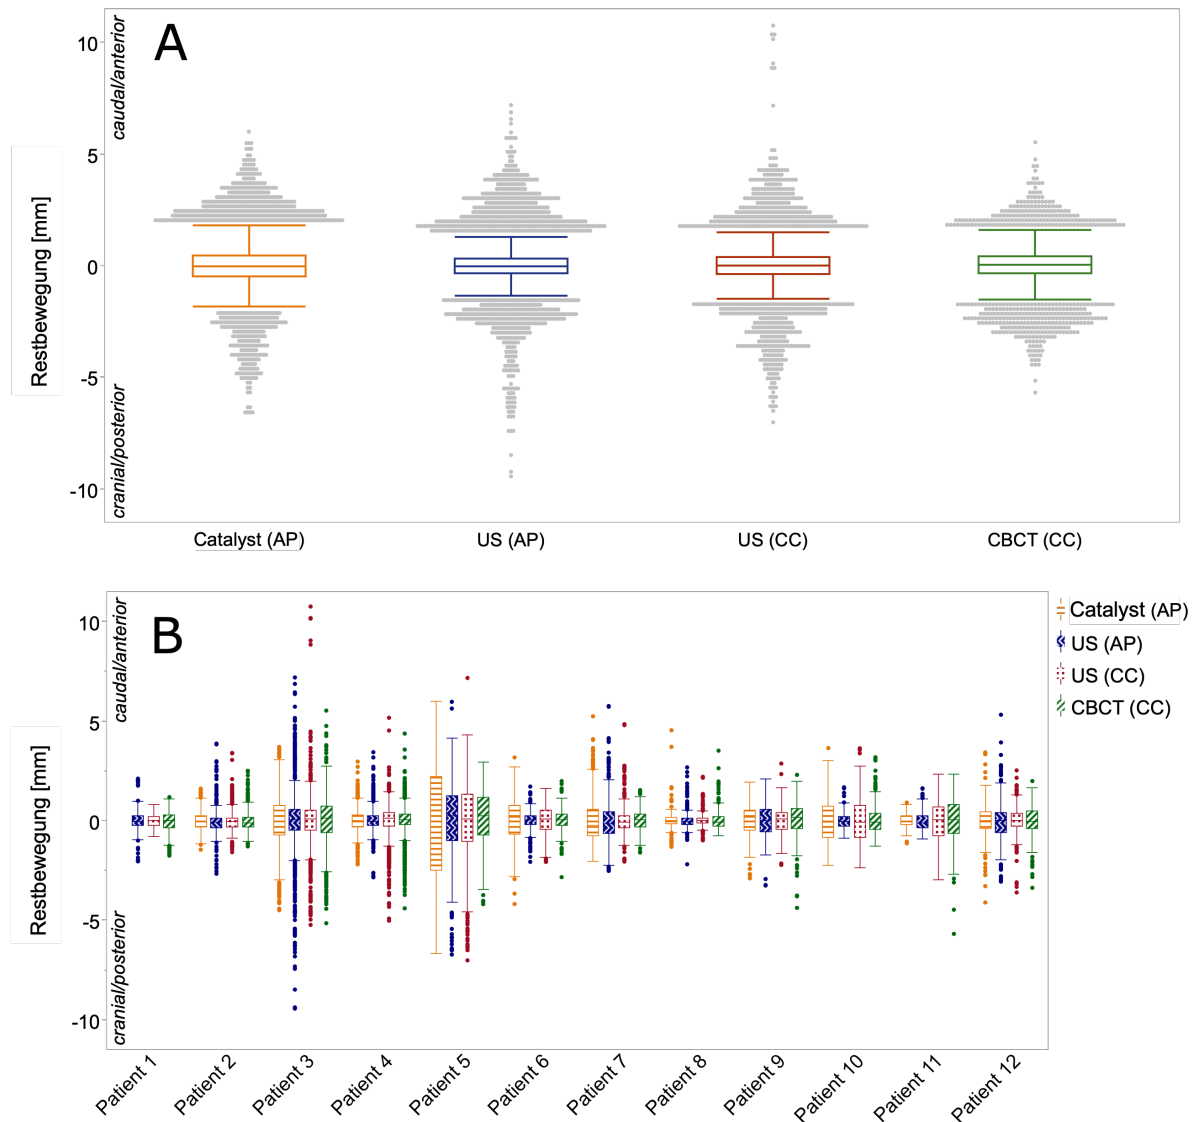 A
caudal/anterior
10
5
0
-5
-10
Restbewegung [mm]
cranial/posterior
Catalyst (AP)
US (AP)
US (CC)
CBCT (CC)
B
caudal/anterior
10
5
0
-5
-10
Restbewegung [mm]
cranial/posterior
Catalyst (AP)
US (AP)
US (CC)
CBCT (CC)
Patient 1
Patient 2
Patient 3
Patient 4
Patient 5
Patient 6
Patient 7
Patient 8
Patient 9
Patient 10
Patient 11
Patient 12